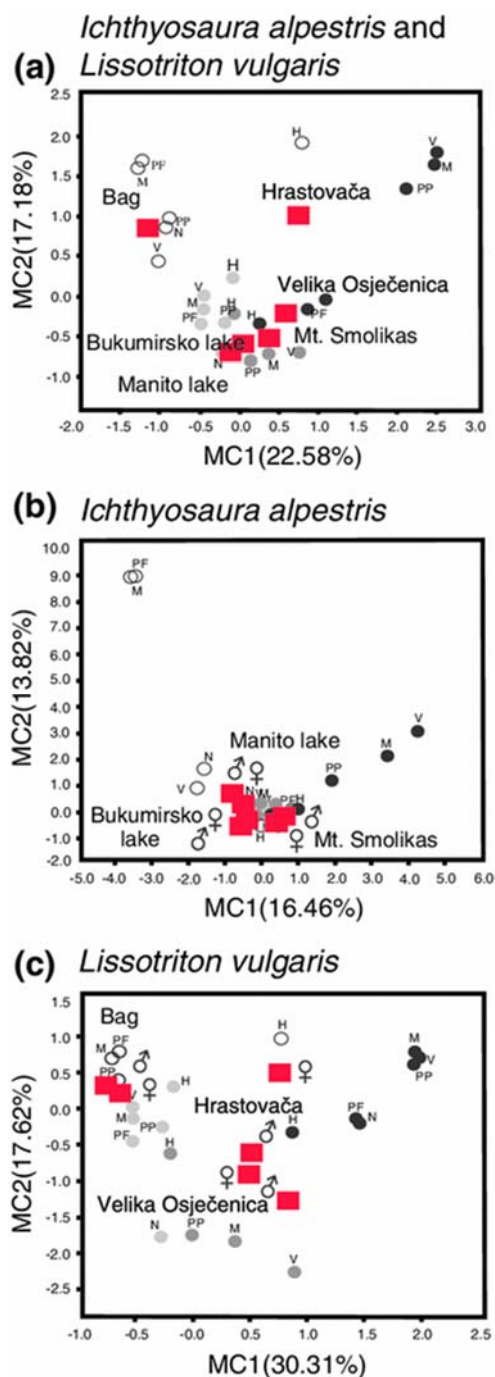 Ichthyosaura alpestris and
(a) Lissotriton vulgaris
MC2(17.18%)
2.5
2.0
1.5
1.0
0.5
0.0
-0.5
-1.0
PF
M
Bag
PP
N
V
H
V
M
PP
Hrastovača
H
V
M
H
PF
PP
Velika Osječenica
H
PF
Bukumirsko lake
Mt. Smolikas
N
PP
M
V
Manito lake
-2.0 -1.5 -1.0 -0.5 0.0 0.5 1.0 1.5 2.0 2.5 3.0
MC1(22.58%)
(b) Ichthyosaura alpestris
MC2(13.82%)
10.0
9.0
8.0
7.0
6.0
5.0
4.0
3.0
2.0
1.0
0.0
-1.0
-2.0
PF
M
V
M
PP
Manito lake
♂ ♀
N
V
N
M
PF
H
Bukumirsko
lake
♂ ♀
H
♀ ♂
Mt. Smolikas
-5.0 -4.0 -3.0 -2.0 -1.0 0.0 1.0 2.0 3.0 4.0 5.0 6.0
MC1(16.46%)
(c) Lissotriton vulgaris
MC2(17.62%)
1.5
1.0
0.5
0.0
-0.5
-1.0
-1.5
-2.0
-2.5
Bag
M
PF
♂
PP
♀
V
M
PF
PP
H
H
H
♀
M
V
PP
Hrastovača
♂
H
PF
N
♀
♂
Velika Osječenica
N
PP
M
V
-1.0 -0.5 0.0 0.5 1.0 1.5 2.0 2.5
MC1(30.31%)